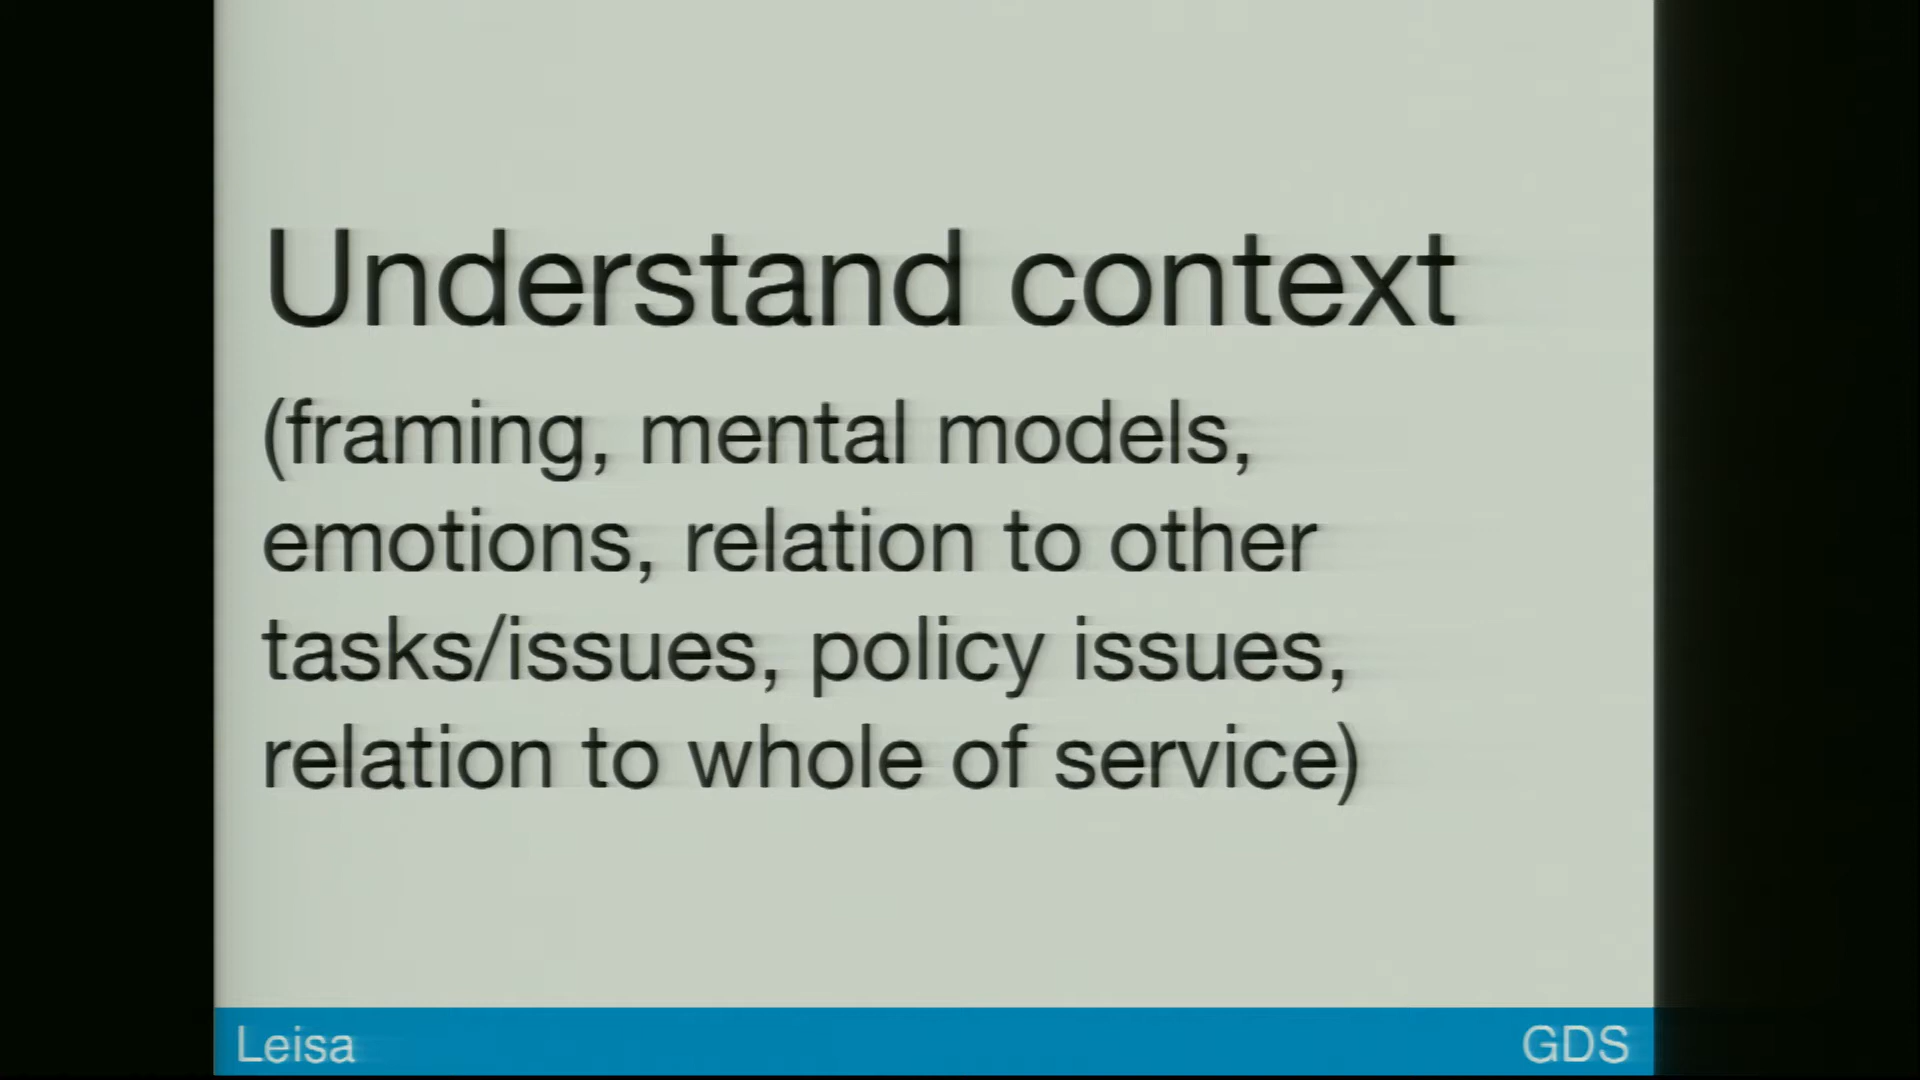 Understand context
(framing, mental models,
emotions, relation to other
tasks/issues, policy issues,
relation to whole of service)
Leisa
GDS